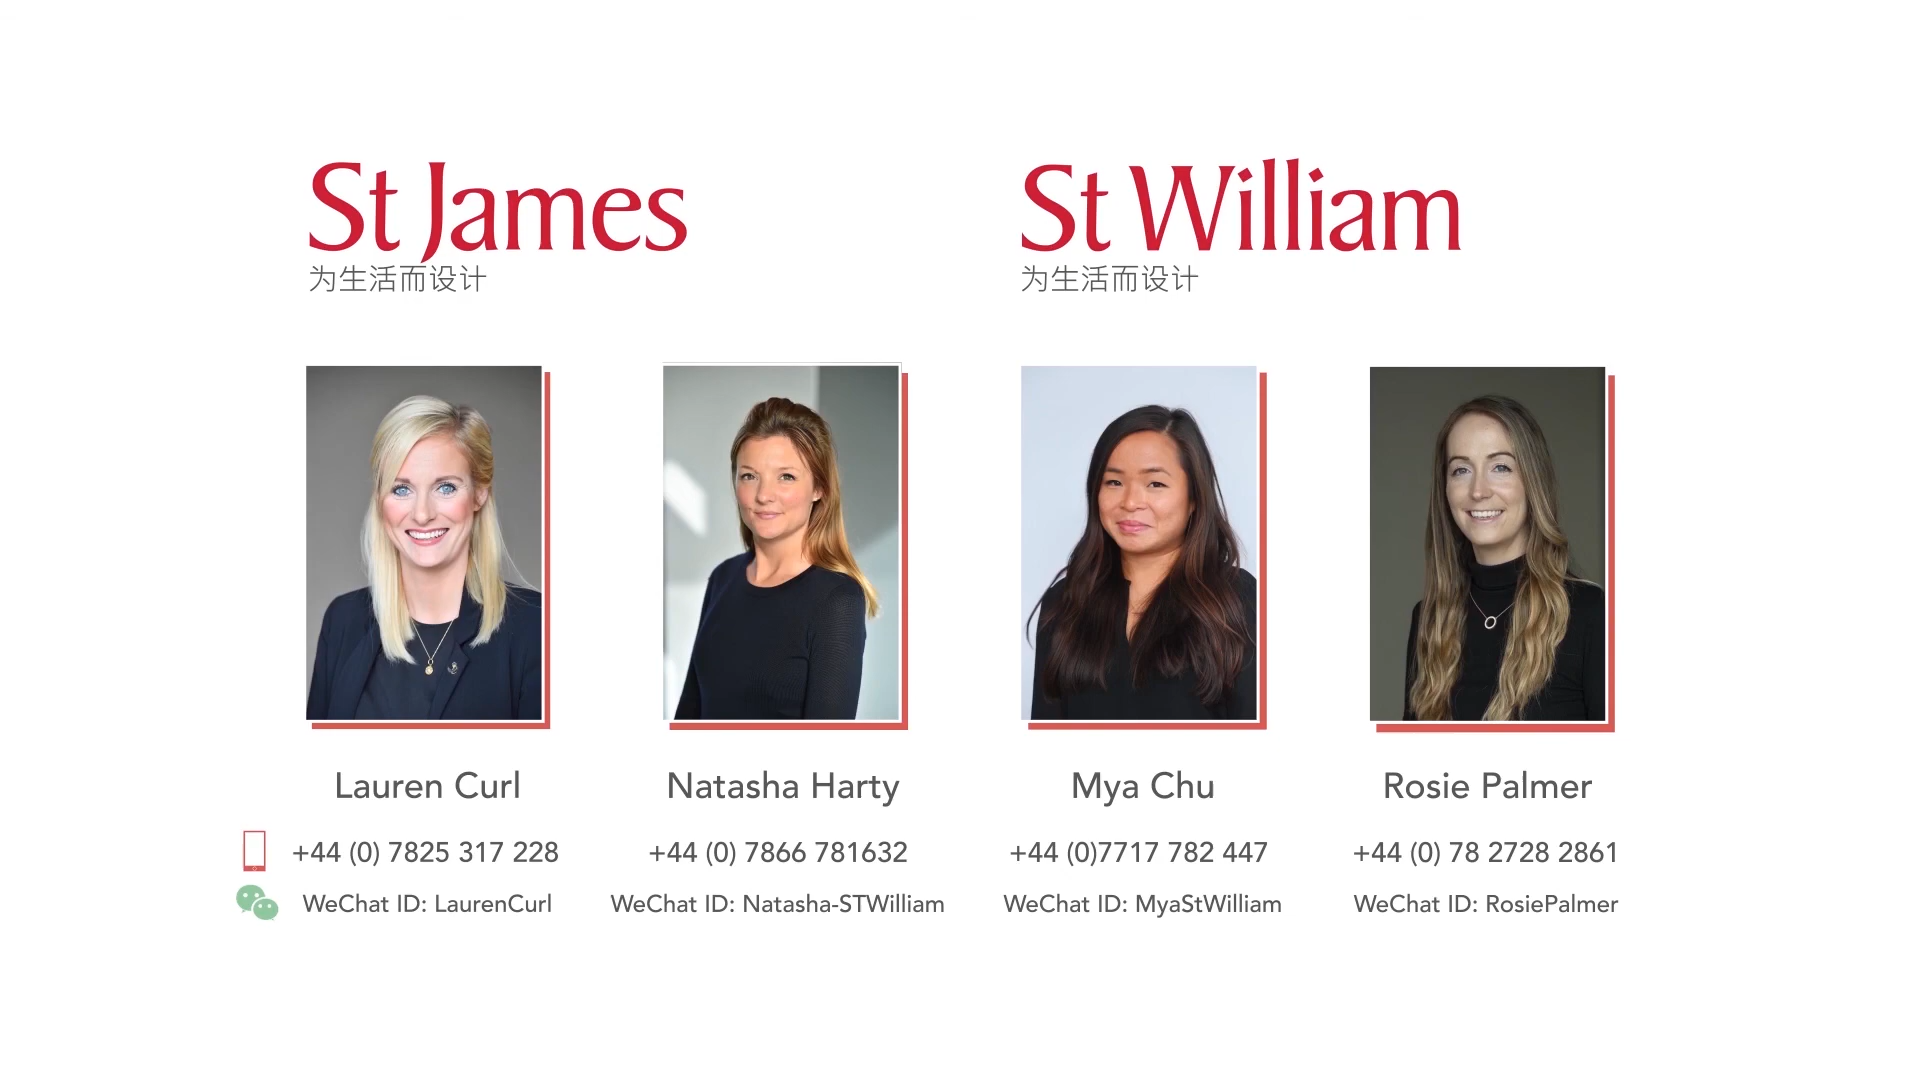 St James
为生活而设计
St William
为生活而设计
Lauren Curl
Natasha Harty
Mya Chu
Rosie Palmer
+44 (0) 7825 317 228
+44 (0) 7866 781632
+44 (0)7717 782 447
+44 (0) 78 2728 2861
WeChat ID: LaurenCurl
WeChat ID: Natasha-STWilliam
WeChat ID: MyaStWilliam
WeChat ID: RosiePalmer